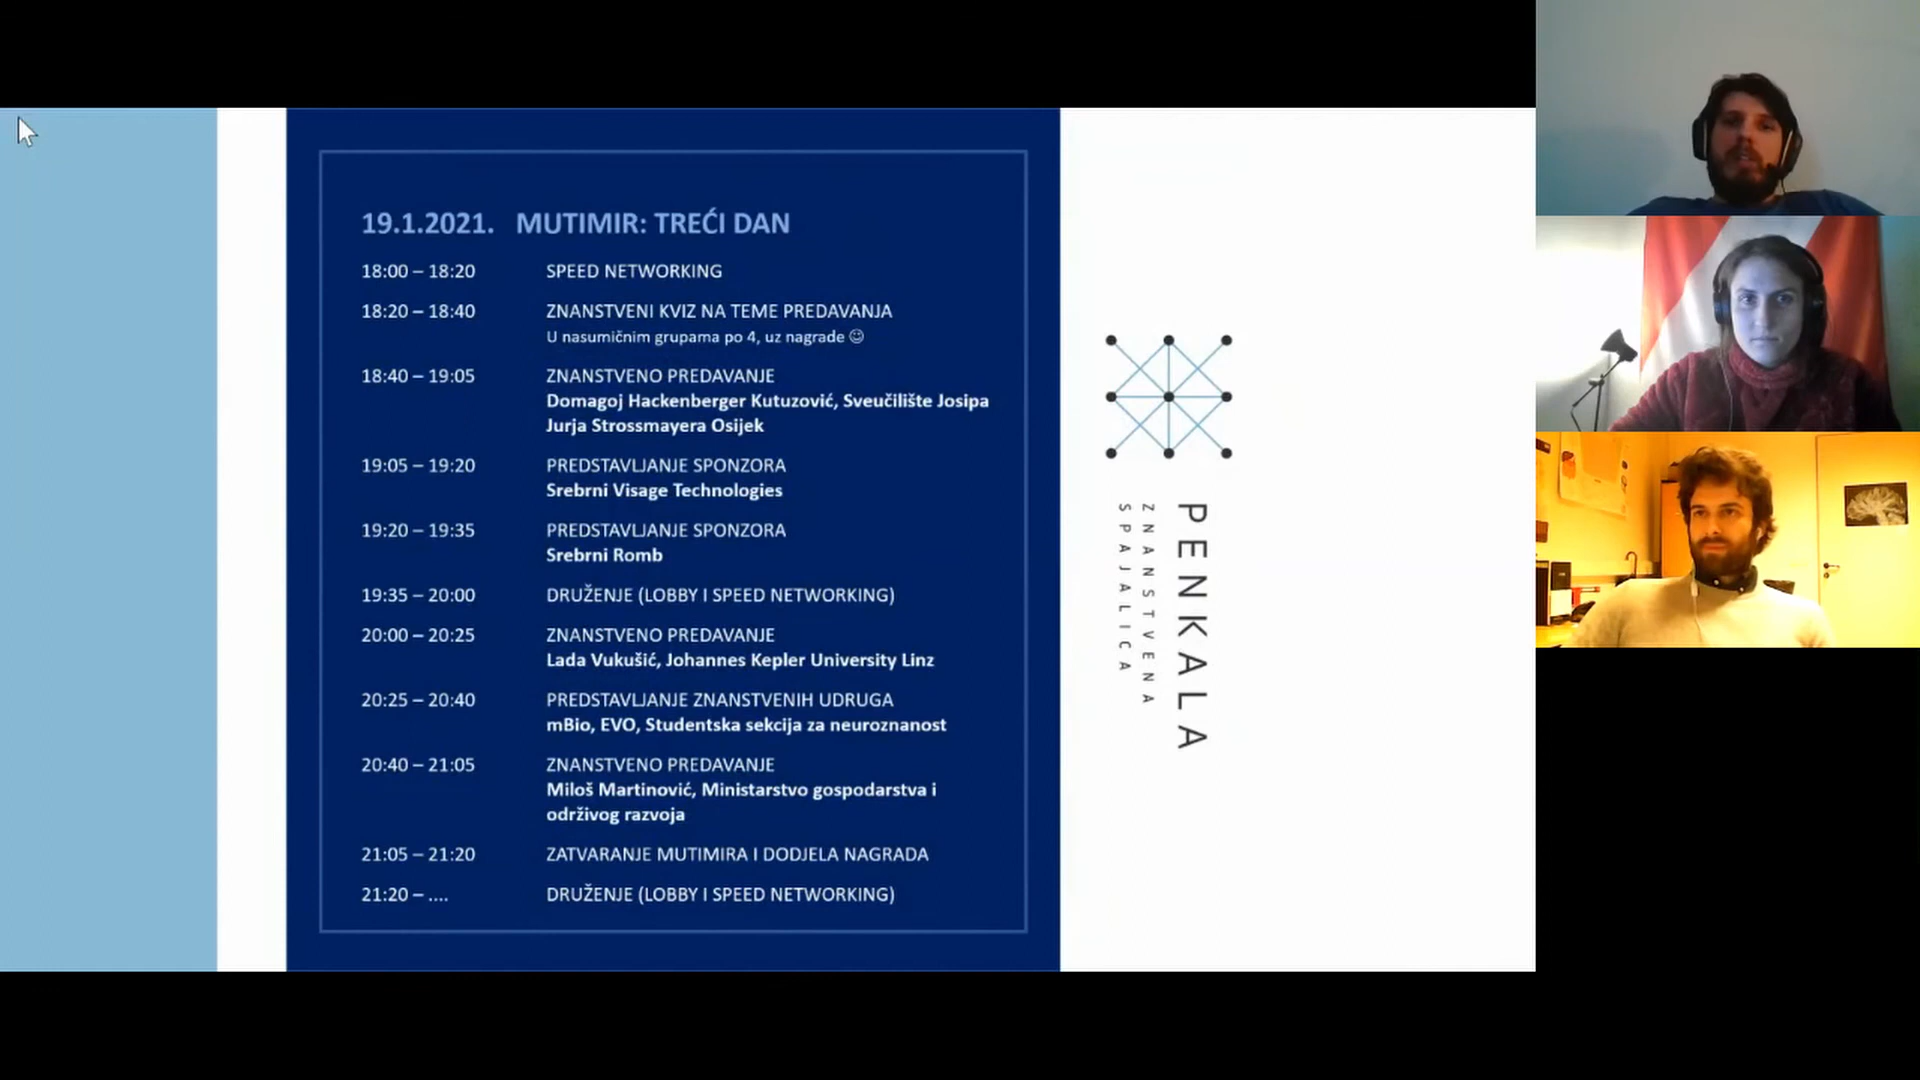 19.1.2021. MUTIMIR: TREĆI DAN
18:00 – 18:20 SPEED NETWORKING
18:20 – 18:40 ZNANSTVENI KVIZ NA TEME PREDAVANJA
U nasumičnim grupama po 4, uz nagrade ☺
18:40 – 19:05 ZNANSTVENO PREDAVANJE
Domagoj Hackenberger Kutuzović, Sveučilište Josipa
Jurja Strossmayera Osijek
19:05 – 19:20 PREDSTAVLJANJE SPONZORA
Srebrni Visage Technologies
19:20 – 19:35 PREDSTAVLJANJE SPONZORA
Srebrni Romb
19:35 – 20:00 DRUŽENJE (LOBBY I SPEED NETWORKING)
20:00 – 20:25 ZNANSTVENO PREDAVANJE
Lada Vukušić, Johannes Kepler University Linz
20:25 – 20:40 PREDSTAVLJANJE ZNANSTVENIH UDRUGA
mBio, EVO, Studentska sekcija za neuroznanost
20:40 – 21:05 ZNANSTVENO PREDAVANJE
Miloš Martinović, Ministarstvo gospodarstva i
održivog razvoja
21:05 – 21:20 ZATVARANJE MUTIMIRA I DODJELA NAGRADA
21:20 – .... DRUŽENJE (LOBBY I SPEED NETWORKING)
PENKALA
ZNANSTVENA
SPAJALICA